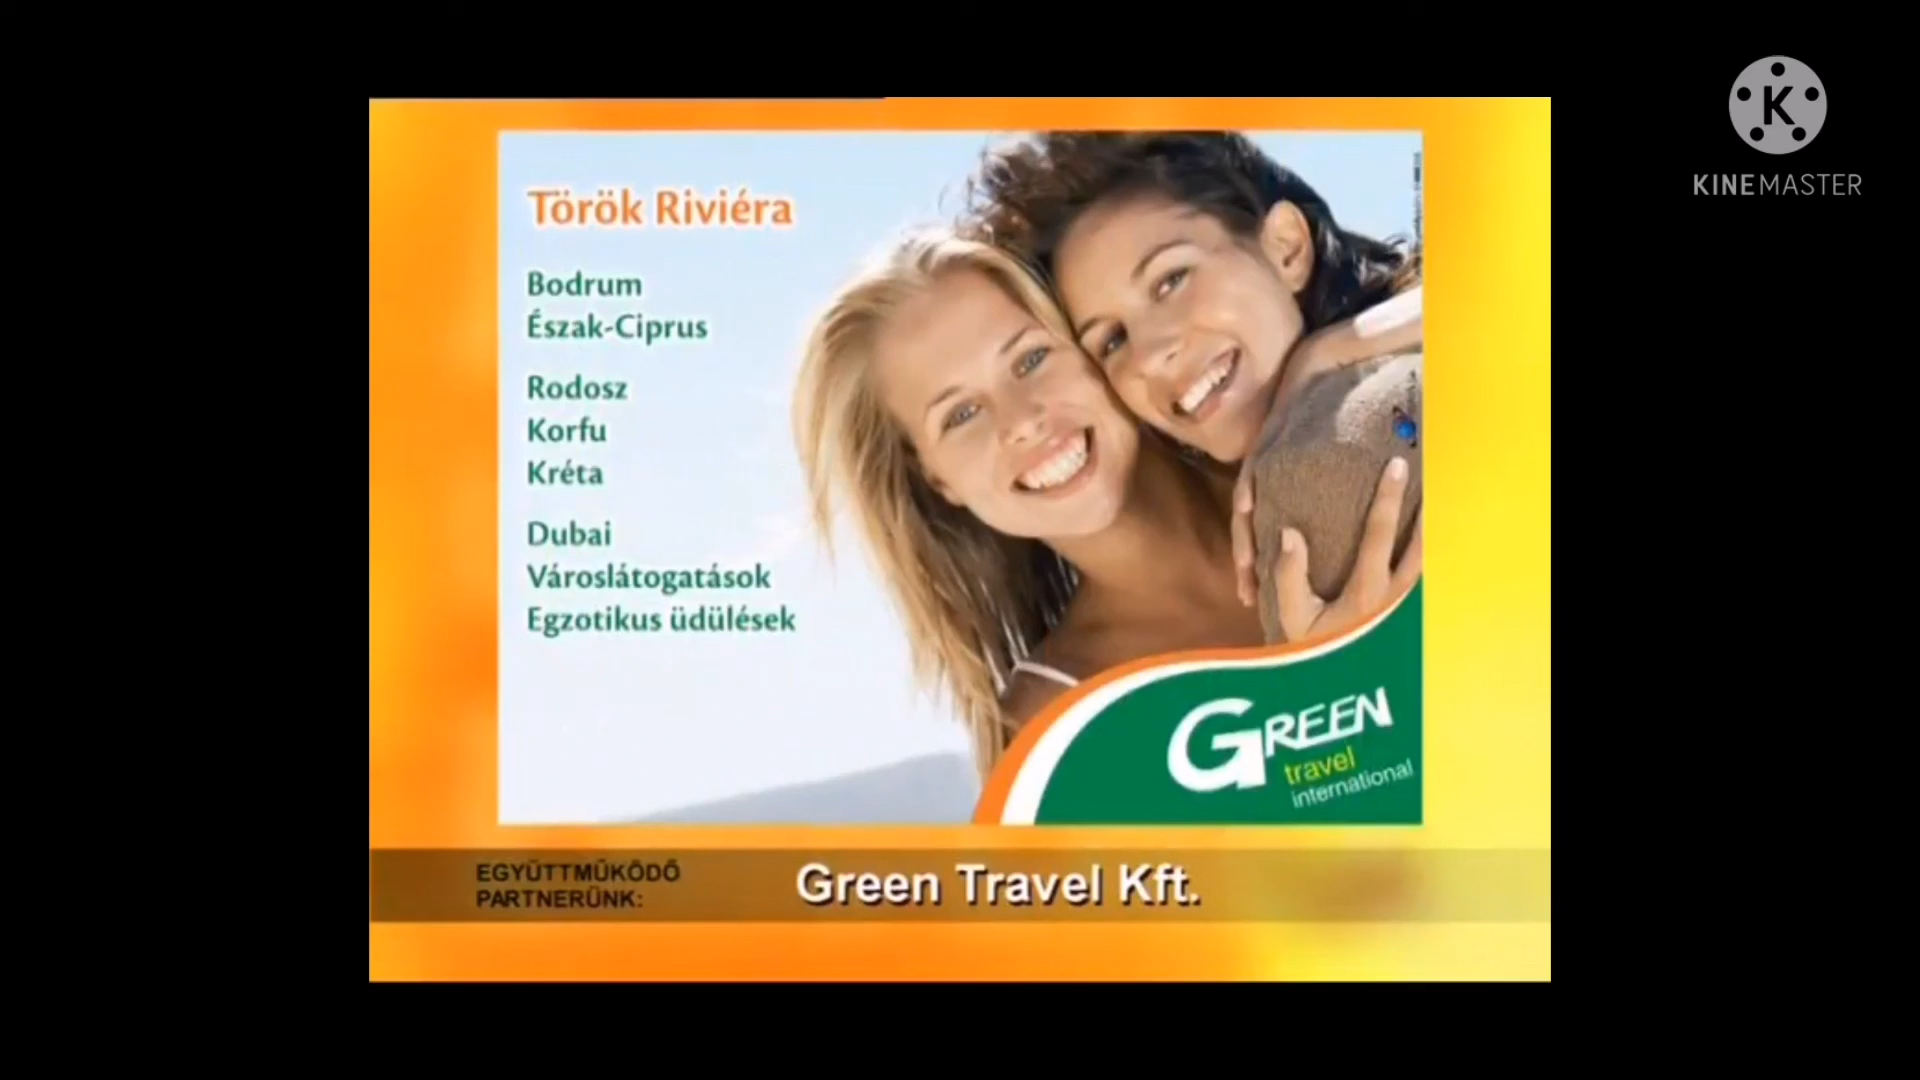 KINEMASTER
Török Riviéra
Bodrum
Észak-Ciprus
Rodosz
Korfu
Kréta
Dubai
Városlátogatások
Egzotikus üdülések
GREEN
travel
international
EGYÜTTMŰKÖDŐ
PARTNERÜNK:
Green Travel Kft.